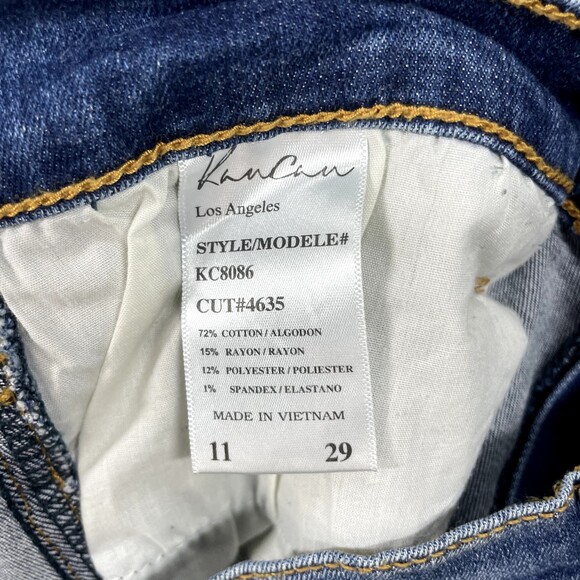 KanCan
Los Angeles
STYLE/MODELE#
KC8086
CUT#4635
72% COTTON / ALGODON
15% RAYON / RAYON
12% POLYESTER / POLIESTER
1% SPANDEX / ELASTANO
MADE IN VIETNAM
11 29